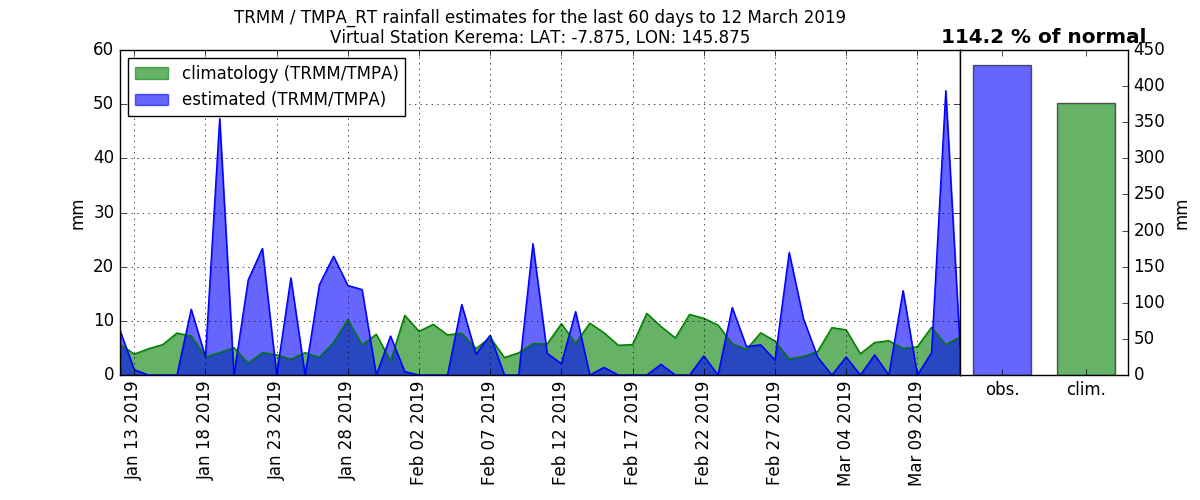 TRMM / TMPA_RT rainfall estimates for the last 60 days to 12 March 2019
Virtual Station Kerema: LAT: -7.875, LON: 145.875
114.2 % of normal
climatology (TRMM/TMPA)
estimated (TRMM/TMPA)
60
50
40
30
20
10
0
mm
Jan 13 2019
Jan 18 2019
Jan 23 2019
Jan 28 2019
Feb 02 2019
Feb 07 2019
Feb 12 2019
Feb 17 2019
Feb 22 2019
Feb 27 2019
Mar 04 2019
Mar 09 2019
obs.
clim.
450
400
350
300
250
200
150
100
50
0
mm